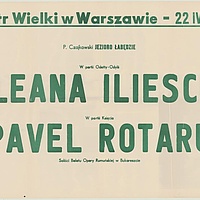 tr Wielki w Warszawie - 22 IV
P. Czajkowski JEZIORO ŁABĘDZIE
W partii Odetty-Odylii
LEANA ILIESC
W partii Księcia
PAVEL ROTARU
Soliści Baletu Opery Rumuńskiej w Bukareszcie